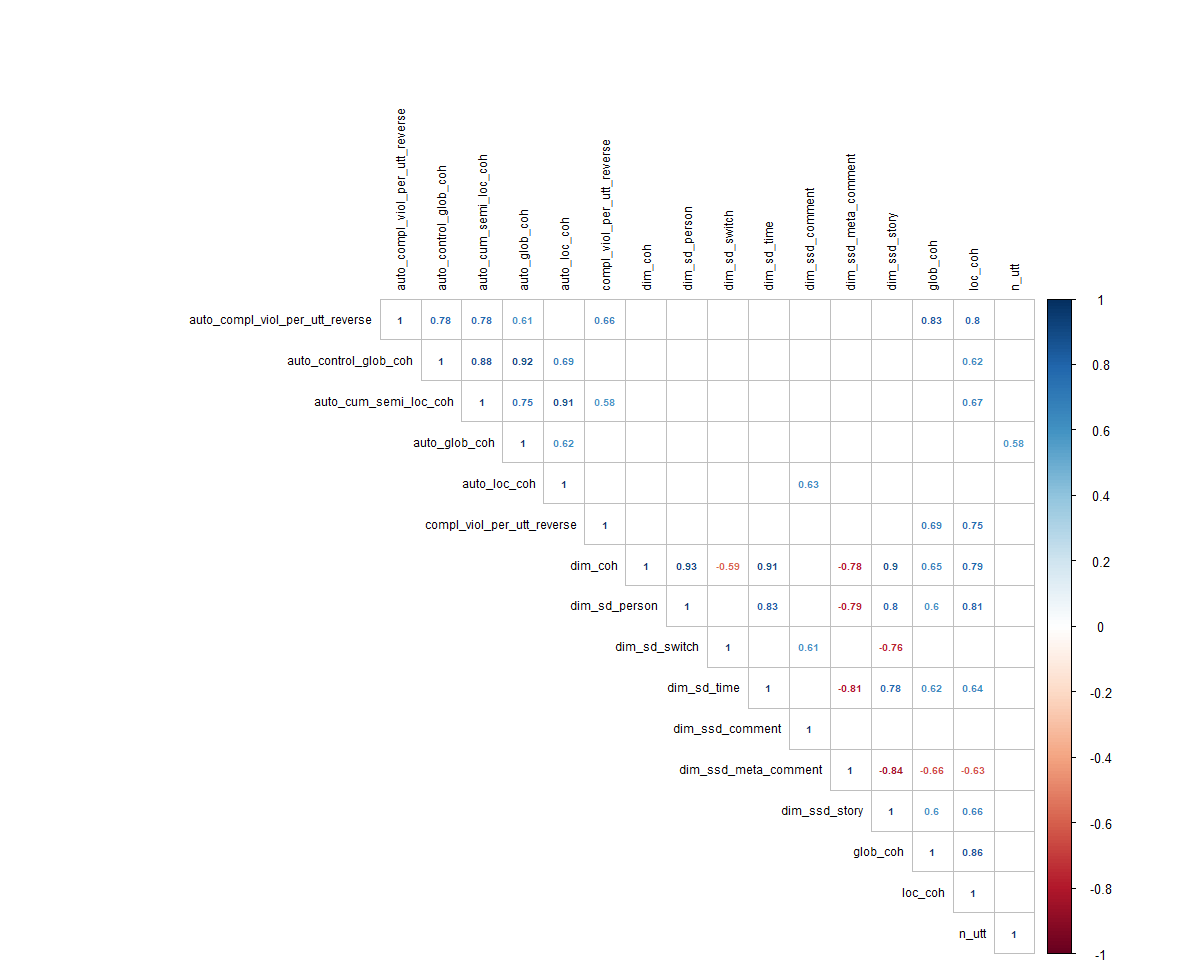 auto_compl_viol_per_utt_reverse
auto_control_glob_coh
auto_cum_semi_loc_coh
auto_glob_coh
auto_loc_coh
compl_viol_per_utt_reverse
dim_coh
dim_sd_person
dim_sd_switch
dim_sd_time
dim_ssd_comment
dim_ssd_meta_comment
dim_ssd_story
glob_coh
loc_coh
n_utt
auto_compl_viol_per_utt_reverse 1 0.78 0.78 0.61 0.66 0.83 0.8
auto_control_glob_coh 1 0.88 0.92 0.69 0.62
auto_cum_semi_loc_coh 1 0.75 0.91 0.58 0.67
auto_glob_coh 1 0.62 0.58
auto_loc_coh 1 0.63
compl_viol_per_utt_reverse 1 0.69 0.75
dim_coh 1 0.93 -0.59 0.91 -0.78 0.9 0.65 0.79
dim_sd_person 1 0.83 -0.79 0.8 0.6 0.81
dim_sd_switch 1 0.61 -0.76
dim_sd_time 1 -0.81 0.78 0.62 0.64
dim_ssd_comment 1
dim_ssd_meta_comment 1 -0.84 -0.66 -0.63
dim_ssd_story 1 0.6 0.66
glob_coh 1 0.86
loc_coh 1
n_utt 1
1
0.8
0.6
0.4
0.2
0
-0.2
-0.4
-0.6
-0.8
-1